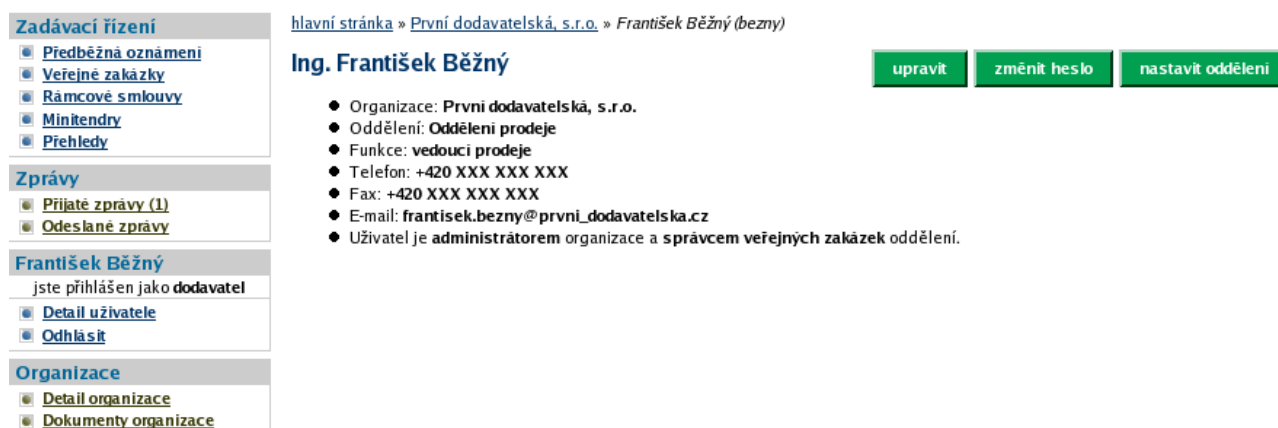 Zadávací řízení
Předběžná oznámení
Veřejné zakázky
Rámcové smlouvy
Minitendry
Přehledy
Zprávy
Přijaté zprávy (1)
Odeslané zprávy
František Běžný
jste přihlášen jako dodavatel
Detail uživatele
Odhlásit
Organizace
Detail organizace
Dokumenty organizace
hlavní stránka » První dodavatelská, s.r.o. » František Běžný (bezny)
Ing. František Běžný
upravit změnit heslo nastavit oddělení
Organizace: První dodavatelská, s.r.o.
Oddělení: Oddělení prodeje
Funkce: vedoucí prodeje
Telefon: +420 XXX XXX XXX
Fax: +420 XXX XXX XXX
E-mail: frantisek.bezny@prvni_dodavatelska.cz
Uživatel je administrátorem organizace a správcem veřejných zakázek oddělení.